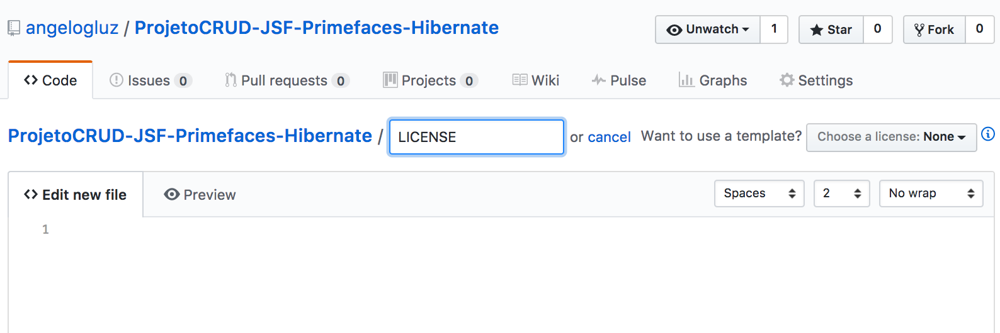 angelogluz / ProjetoCRUD-JSF-Primefaces-Hibernate Unwatch 1 Star 0 Fork 0
Code Issues 0 Pull requests 0 Projects 0 Wiki Pulse Graphs Settings
ProjetoCRUD-JSF-Primefaces-Hibernate / LICENSE or cancel Want to use a template? Choose a license: None
Edit new file Preview Spaces 2 No wrap
1